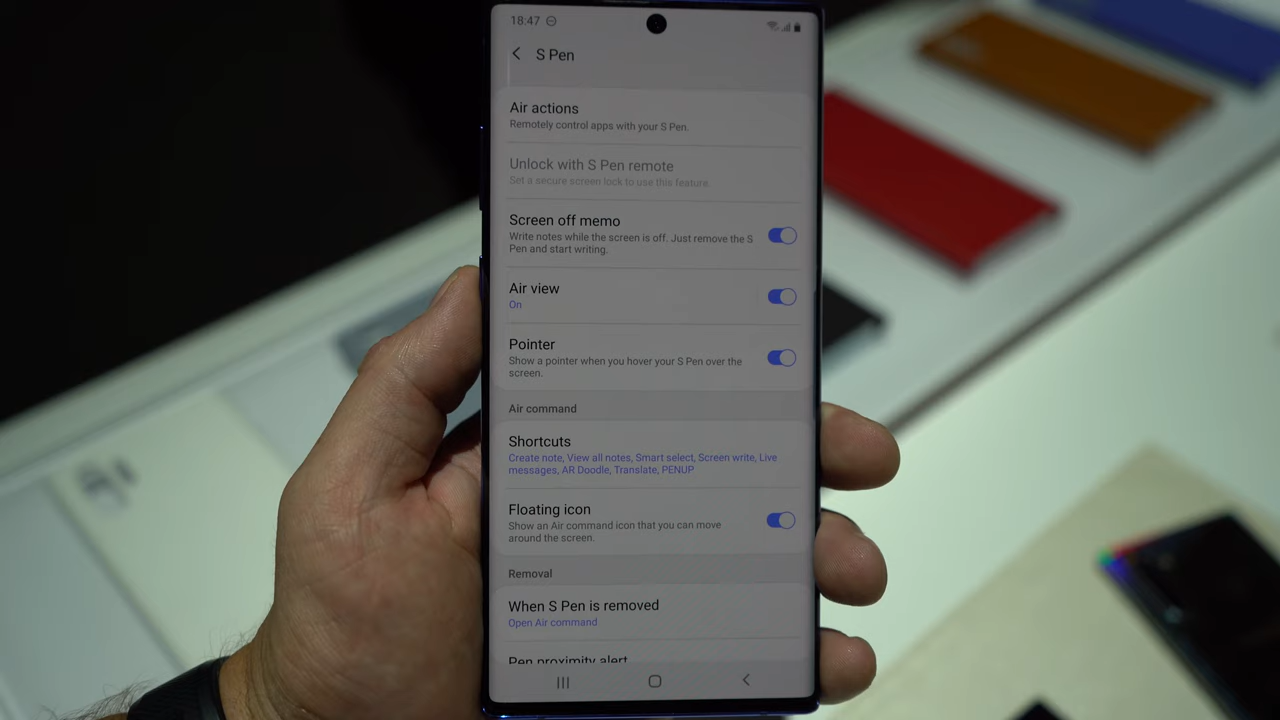 18:47
S Pen
Air actions
Remotely control apps with your S Pen.
Unlock with S Pen remote
Set a secure screen lock to use this feature.
Screen off memo
Write notes while the screen is off. Just remove the S
Pen and start writing.
Air view
On
Pointer
Show a pointer when you hover your S Pen over the
screen.
Air command
Shortcuts
Create note, View all notes, Smart select, Screen write, Live
messages, AR Doodle, Translate, PENUP
Floating icon
Show an Air command icon that you can move
around the screen.
Removal
When S Pen is removed
Open Air command
Pen proximity alert